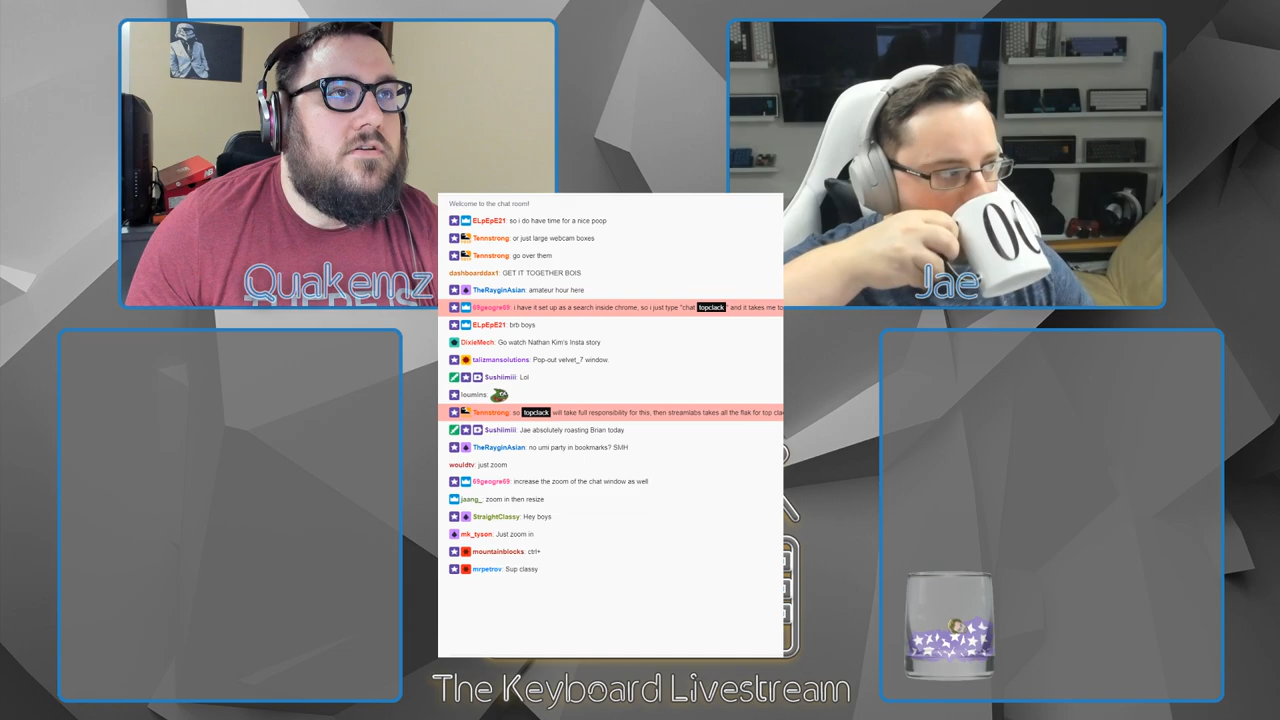 Quakemz
Jae
Welcome to the chat room!
ELpEpE21: so i do have time for a nice poop
Tennstrong: or just large webcam boxes
Tennstrong: go over them
dashboarddax1: GET IT TOGETHER BOIS
TheRayginAsian: amateur hour here
69geogre69: i have it set up as a search inside chrome, so i just type "chat topclack" and it takes me to
ELpEpE21: brb boys
DixieMech: Go watch Nathan Kim's Insta story
talizmansolutions: Pop-out velvet_7 window.
Sushiimiii: Lol
loumins:
Tennstrong: so topclack will take full responsibility for this, then streamlabs takes all the flak for top cla
Sushiimiii: Jae absolutely roasting Brian today
TheRayginAsian: no umi party in bookmarks? SMH
wouldtv: just zoom
69geogre69: increase the zoom of the chat window as well
jaang_: zoom in then resize
StraightClassy: Hey boys
mk_tyson: Just zoom in
mountainblocks: ctrl+
mrpetrov: Sup classy
The Keyboard Livestream